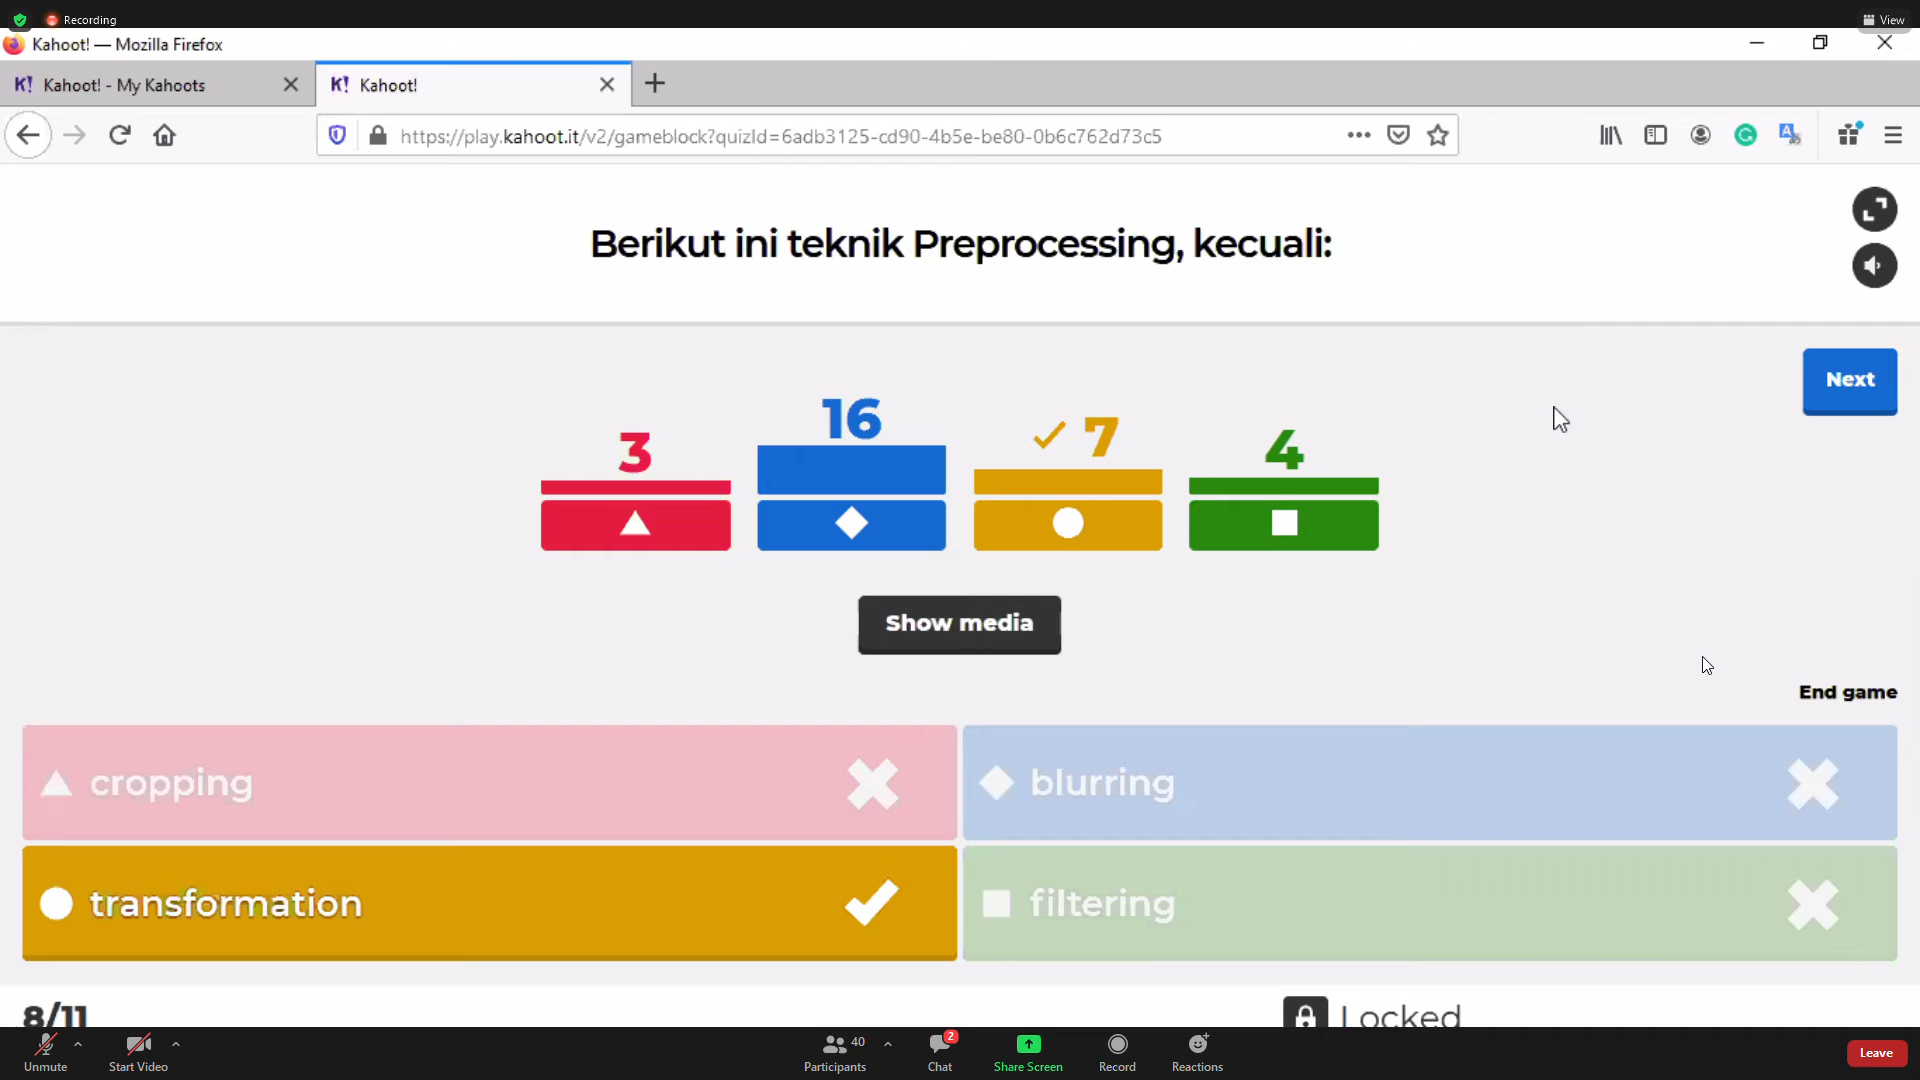 Recording
View
Kahoot! — Mozilla Firefox
K! Kahoot! - My Kahoots
K! Kahoot!
https://play.kahoot.it/v2/gameblock?quizId=6adb3125-cd90-4b5e-be80-0b6c762d73c5
Berikut ini teknik Preprocessing, kecuali:
Next
3
16
7
4
Show media
End game
cropping
blurring
transformation
filtering
8/11
Locked
40
2
Unmute
Start Video
Participants
Chat
Share Screen
Record
Reactions
Leave